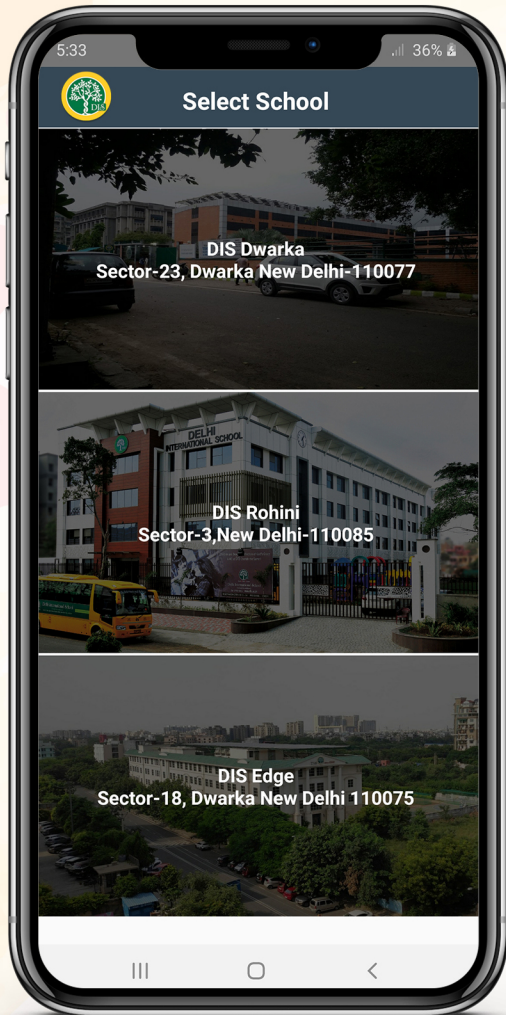 5:33
36%
DIS
Select School
DIS Dwarka
Sector-23, Dwarka New Delhi-110077
DELHI
INTERNATIONAL SCHOOL
DIS Rohini
Sector-3,New Delhi-110085
DIS Edge
Sector-18, Dwarka New Delhi 110075